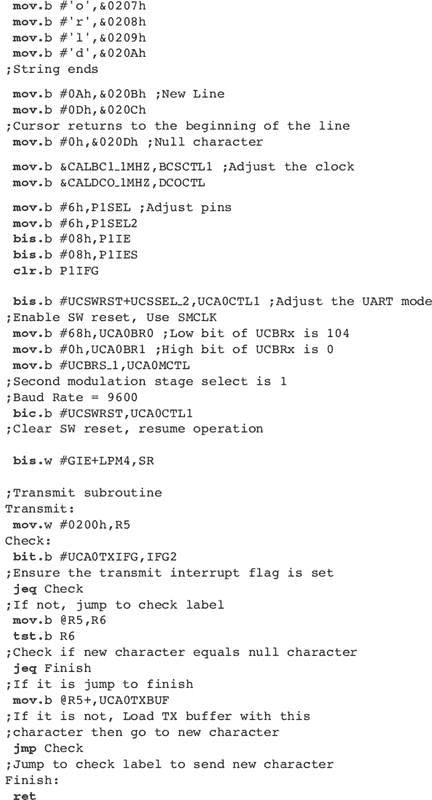 mov.b #'o',&0207h
mov.b #'r',&0208h
mov.b #'l',&0209h
mov.b #'d',&020Ah
;String ends
mov.b #0Ah,&020Bh ;New Line
mov.b #0Dh,&020Ch
;Cursor returns to the beginning of the line
mov.b #0h,&020Dh ;Null character
mov.b &CALBC1_1MHZ,BCSCTL1 ;Adjust the clock
mov.b &CALDCO_1MHZ,DCOCTL
mov.b #6h,P1SEL ;Adjust pins
mov.b #6h,P1SEL2
bis.b #08h,P1IE
bis.b #08h,P1IES
clr.b P1IFG
bis.b #UCSWRST+UCSSEL_2,UCA0CTL1 ;Adjust the UART mode
;Enable SW reset, Use SMCLK
mov.b #68h,UCA0BR0 ;Low bit of UCBRx is 104
mov.b #0h,UCA0BR1 ;High bit of UCBRx is 0
mov.b #UCBRS_1,UCA0MCTL
;Second modulation stage select is 1
;Baud Rate = 9600
bic.b #UCSWRST,UCA0CTL1
;Clear SW reset, resume operation
bis.w #GIE+LPM4,SR
;Transmit subroutine
Transmit:
mov.w #0200h,R5
Check:
bit.b #UCA0TXIFG,IFG2
;Ensure the transmit interrupt flag is set
jeq Check
;If not, jump to check label
mov.b @R5,R6
tst.b R6
;Check if new character equals null character
jeq Finish
;If it is jump to finish
mov.b @R5+,UCA0TXBUF
;If it is not, Load TX buffer with this
;character then go to new character
jmp Check
;Jump to check label to send new character
Finish:
ret